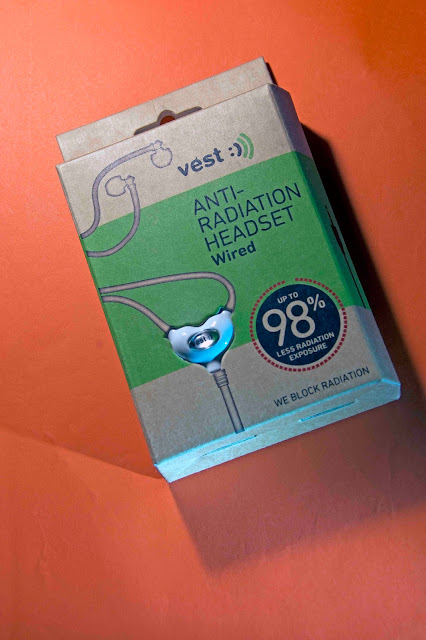 vest
ANTI-
RADIATION
HEADSET
Wired
UP TO
98%
LESS RADIATION
EXPOSURE
WE BLOCK RADIATION